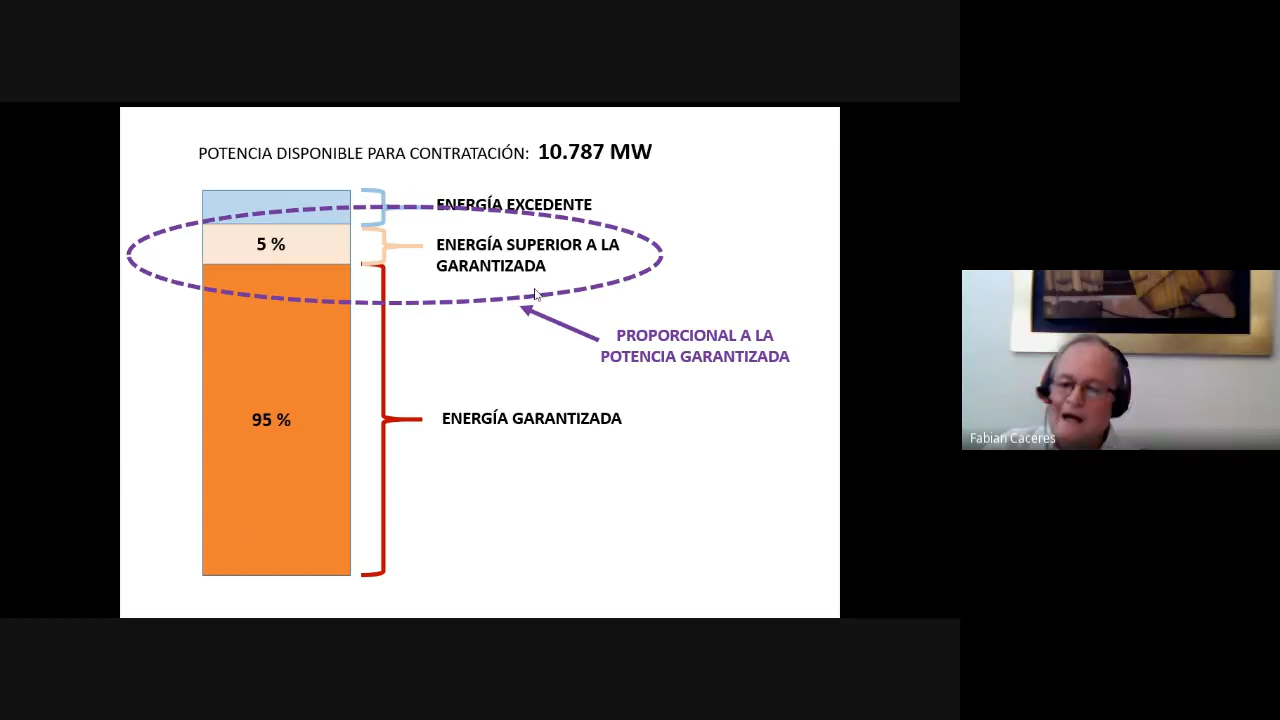 POTENCIA DISPONIBLE PARA CONTRATACIÓN: 10.787 MW
ENERGÍA EXCEDENTE
5 %
ENERGÍA SUPERIOR A LA
GARANTIZADA
PROPORCIONAL A LA
POTENCIA GARANTIZADA
95 %
ENERGÍA GARANTIZADA
Fabian Caceres